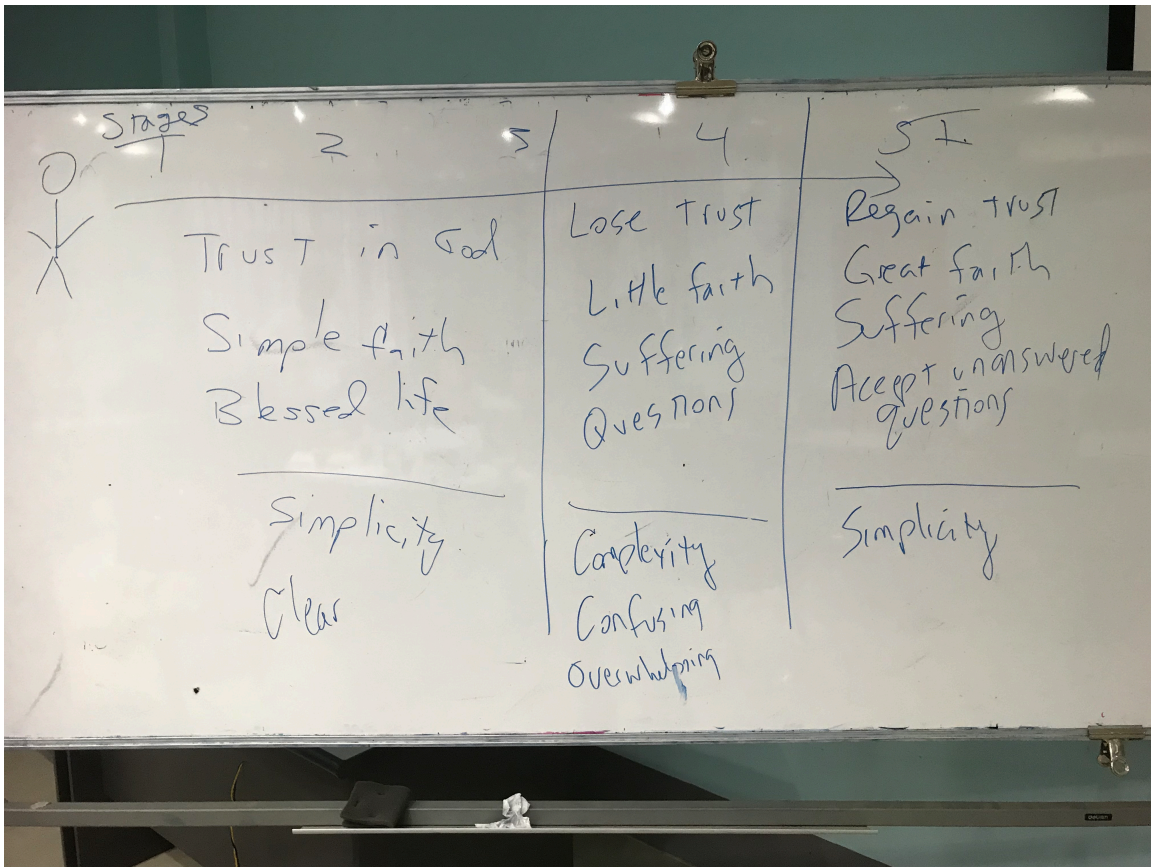 Stages
1 2 3
Trust in God
Simple faith
Blessed life
Simplicity
Clear
4
Lose trust
Little faith
Suffering
Questions
Complexity
Confusing
Overwhelming
5
Regain trust
Great faith
Suffering
Accept unanswered
questions
Simplicity